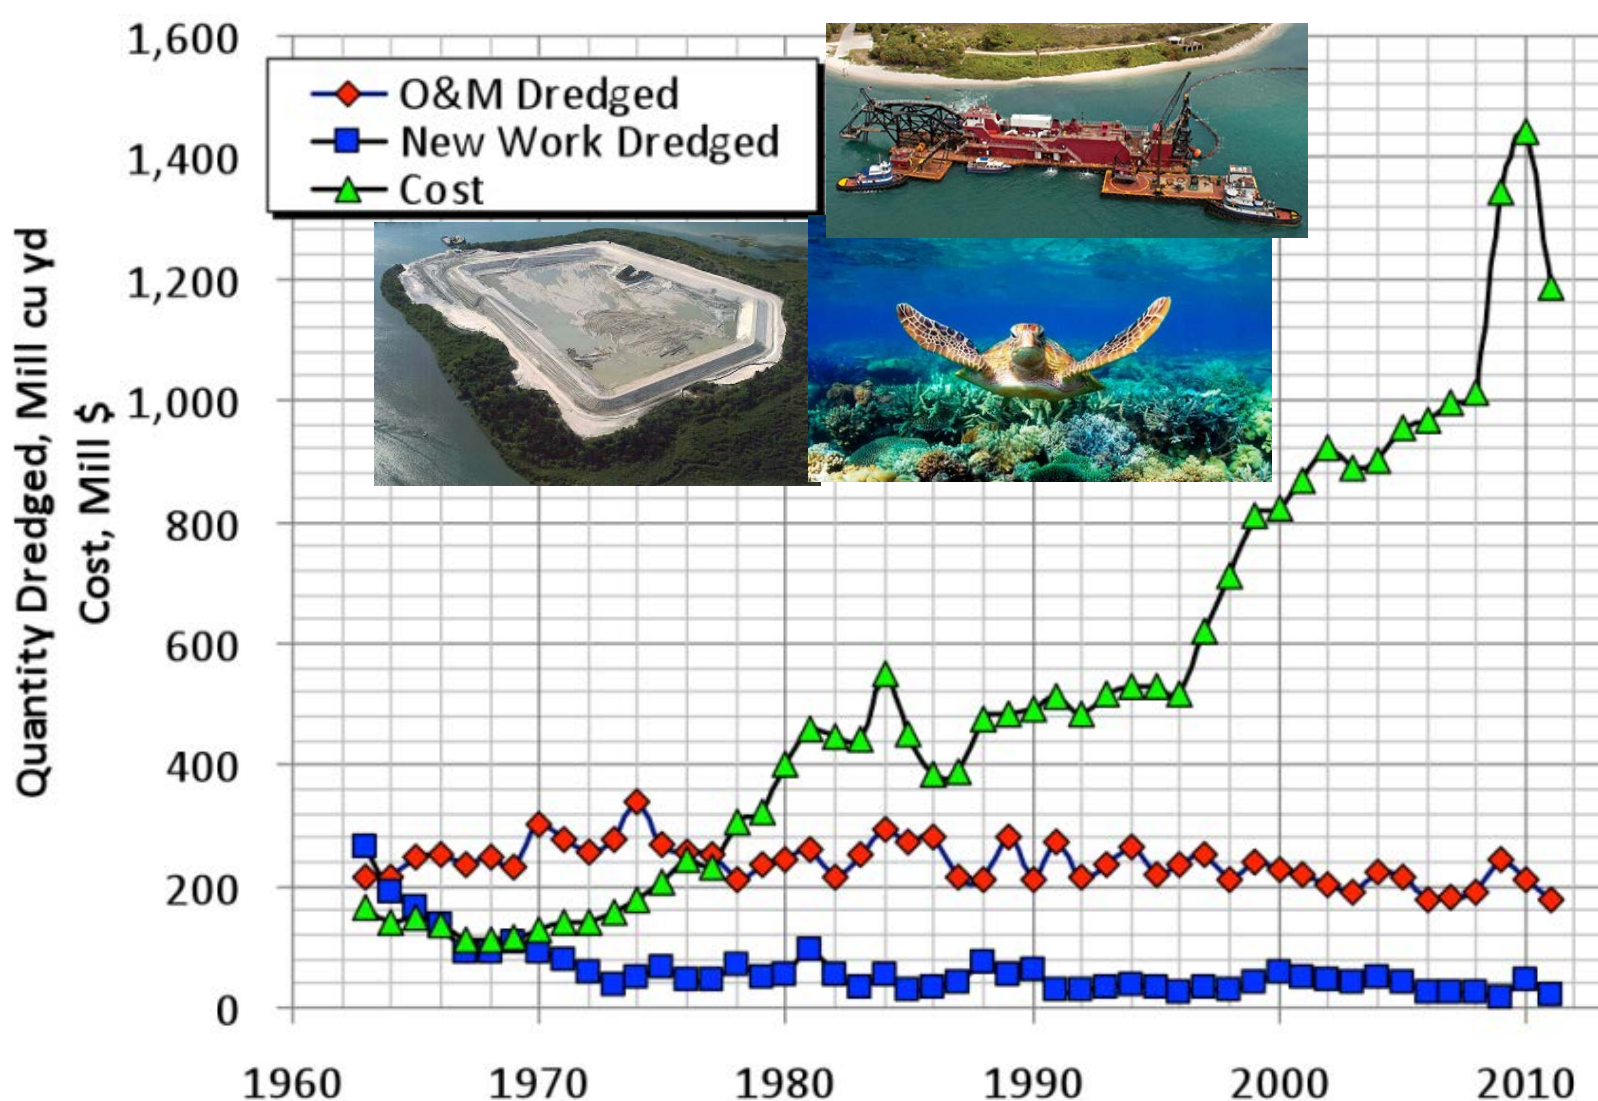 1,600
1,400
1,200
1,000
800
600
400
200
0
Quantity Dredged, Mill cu yd
Cost, Mill $
O&M Dredged
New Work Dredged
Cost
1960 1970 1980 1990 2000 2010